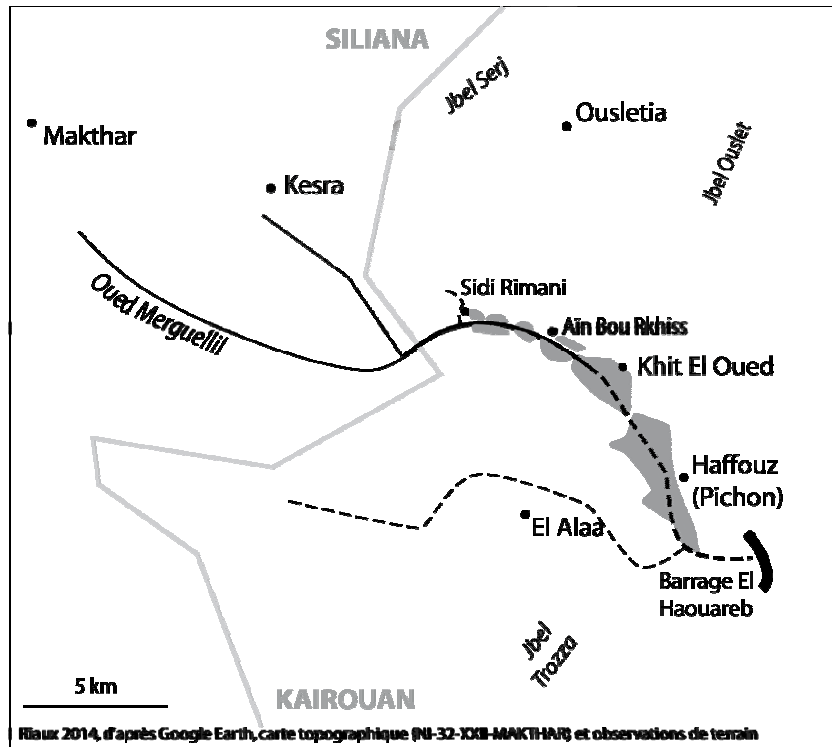 SILIANA
Jbel Serj
Ousletia
Makthar
Jbel Ouslet
Kesra
Oued Merguellil
Sidi Rimani
Aïn Bou Rkhiss
Khit El Oued
Haffouz
(Pichon)
El Alaa
Barrage El
Haouareb
Jbel
Trozza
5 km
KAIROUAN
Riaux 2014, d'après Google Earth, carte topographique (NI-32-XXII-MAKTHAR) et observations de terrain